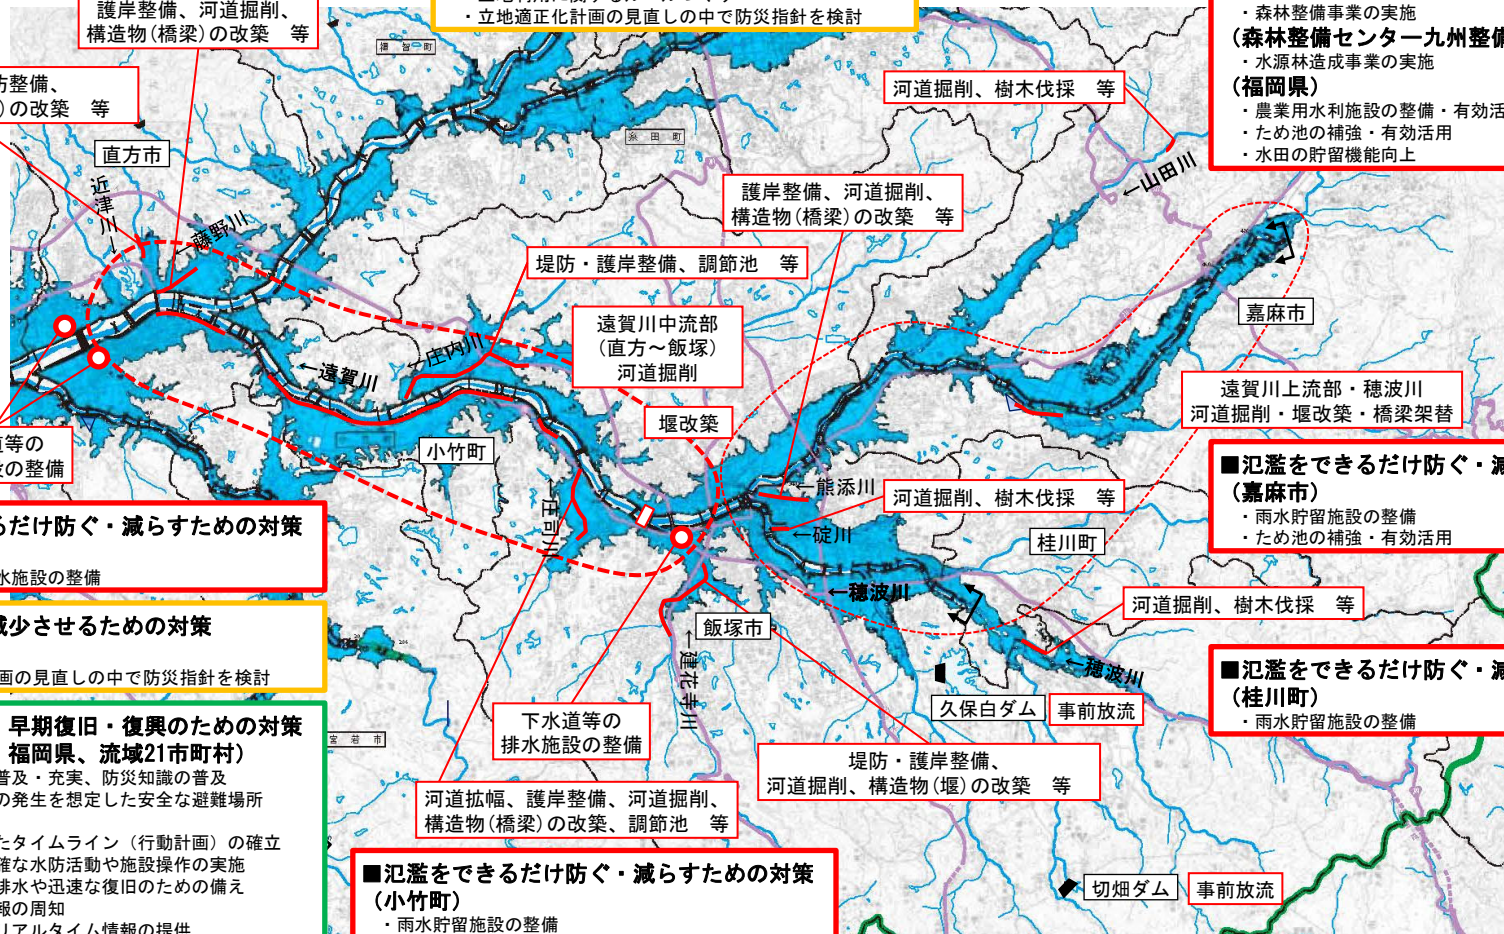 護岸整備、河道掘削、
構造物(橋梁)の改築　等
・立地適正化計画の見直しの中で防災指針を検討
・森林整備事業の実施
(森林整備センター九州整備
・水源林造成事業の実施
(福岡県)
・農業用水利施設の整備・有効活
・ため池の補強・有効活用
・水田の貯留機能向上
防整備、
)の改築　等
直方市
近津川→
←藤野川
糸田町
河道掘削、樹木伐採　等
←山田川
護岸整備、河道掘削、
構造物(橋梁)の改築　等
堤防・護岸整備、調節池　等
遠賀川中流部
(直方～飯塚)
河道掘削
嘉麻市
←遠賀川
←庄内川
遠賀川上流部・穂波川
河道掘削・堰改築・橋梁架替
堰改築
小竹町
道等の
設の整備
←庄司川
←熊添川
河道掘削、樹木伐採　等
←碇川
桂川町
■氾濫をできるだけ防ぐ・減
(嘉麻市)
・雨水貯留施設の整備
・ため池の補強・有効活用
るだけ防ぐ・減らすための対策
水施設の整備
←穂波川
河道掘削、樹木伐採　等
減少させるための対策
画の見直しの中で防災指針を検討
飯塚市
←建花寺川
←穂波川
■氾濫をできるだけ防ぐ・減
(桂川町)
・雨水貯留施設の整備
久保白ダム
事前放流
早期復旧・復興のための対策
福岡県、流域21市町村)
普及・充実、防災知識の普及
の発生を想定した安全な避難場所
たタイムライン（行動計画）の確立
確な水防活動や施設操作の実施
排水や迅速な復旧のための備え
報の周知
リアルタイム情報の提供
宮若市
下水道等の
排水施設の整備
堤防・護岸整備、
河道掘削、構造物(堰)の改築　等
河道拡幅、護岸整備、河道掘削、
構造物(橋梁)の改築、調節池　等
■氾濫をできるだけ防ぐ・減らすための対策
(小竹町)
・雨水貯留施設の整備
切畑ダム
事前放流